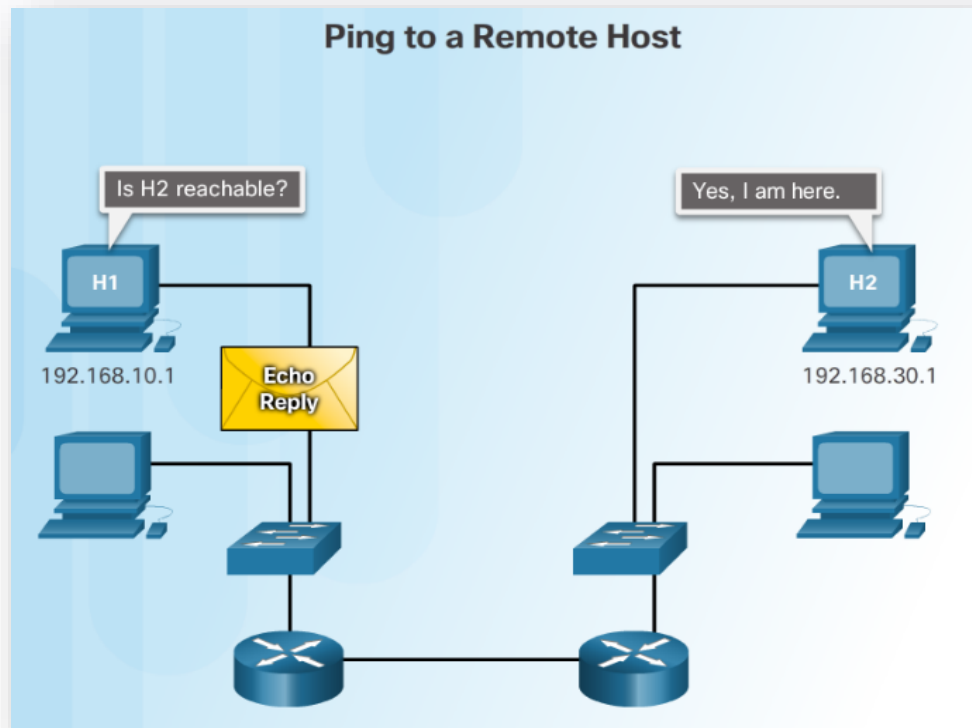 Ping to a Remote Host
Is H2 reachable?
Yes, I am here.
H1
H2
Echo
Reply
192.168.10.1
192.168.30.1